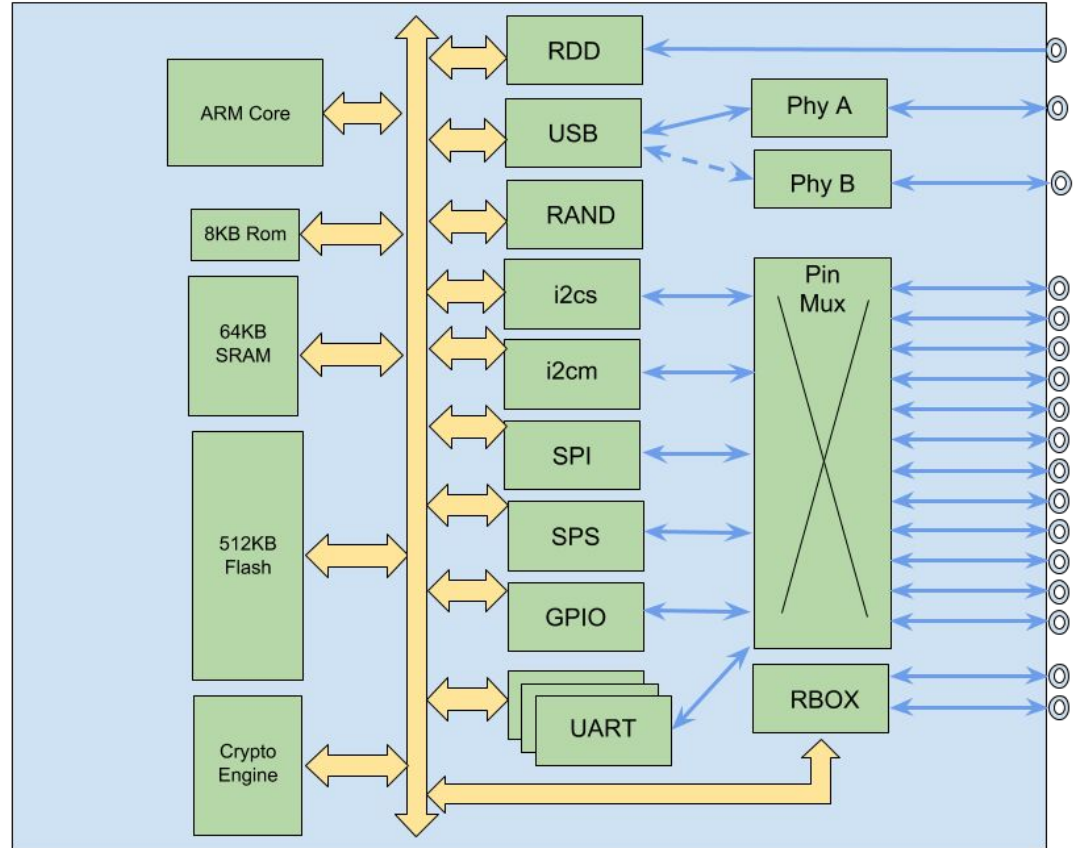 RDD
ARM Core
Phy A
USB
Phy B
RAND
8KB Rom
i2cs
Pin
Mux
64KB
SRAM
i2cm
SPI
SPS
512KB
Flash
GPIO
UART
RBOX
Crypto
Engine